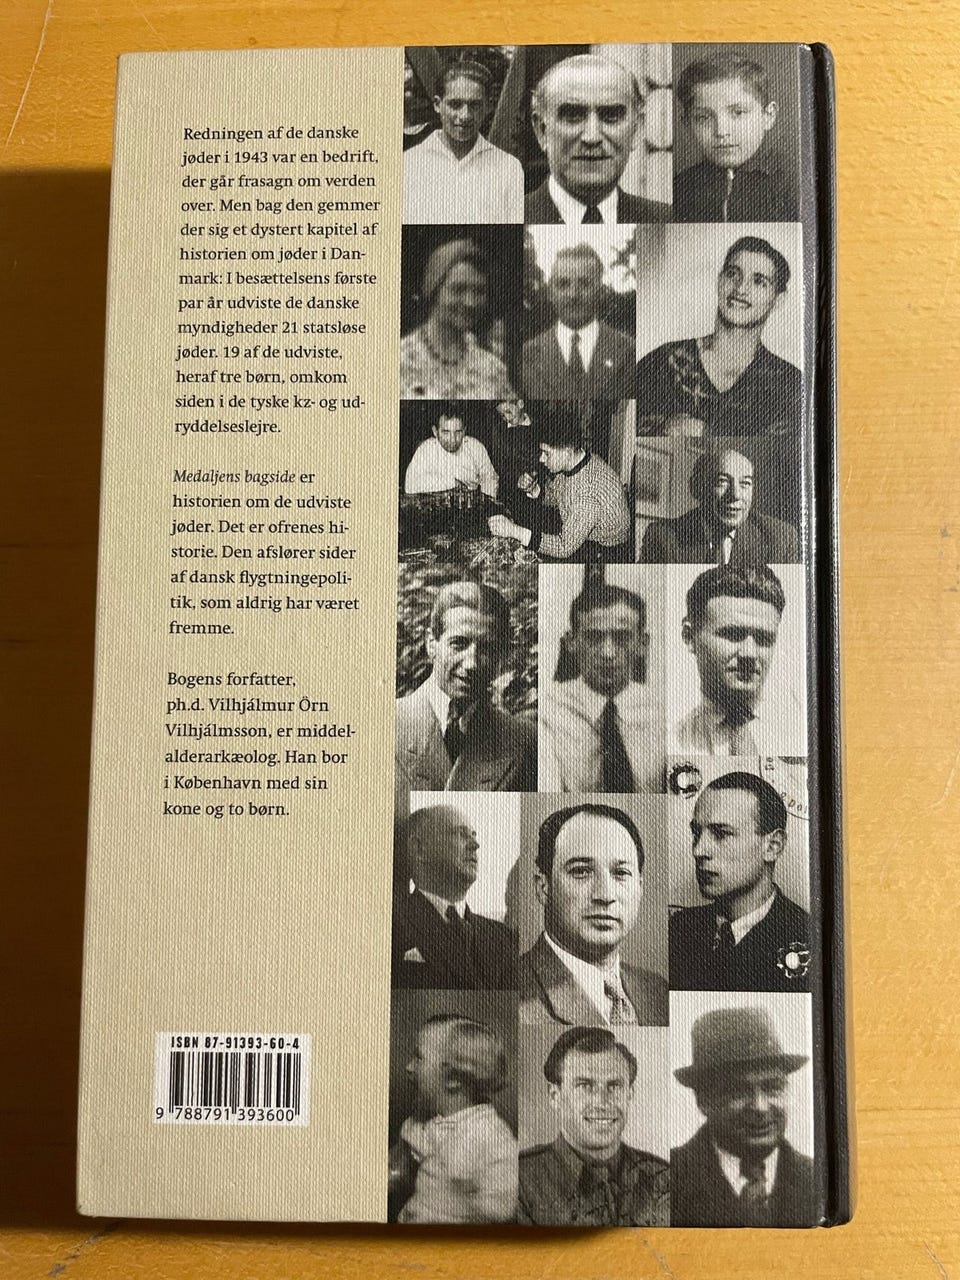 Redningen af de danske
jøder i 1943 var en bedrift,
der går frasagn om verden
over. Men bag den gemmer
der sig et dystert kapitel af
historien om jøder i Dan-
mark: I besættelsens første
par år udviste de danske
myndigheder 21 statsløse
jøder. 19 af de udviste,
heraf tre børn, omkom
siden i de tyske kz- og ud-
ryddelseslejre.
Medaljens bagside er
historien om de udviste
jøder. Det er ofrenes hi-
storie. Den afslører sider
af dansk flygtningepoli-
tik, som aldrig har været
fremme.
Bogens forfatter,
ph.d. Vilhjálmur Örn
Vilhjálmsson, er middel-
alderarkæolog. Han bor
i København med sin
kone og to børn.
ISBN 87-91393-60-4
9 788791 393600